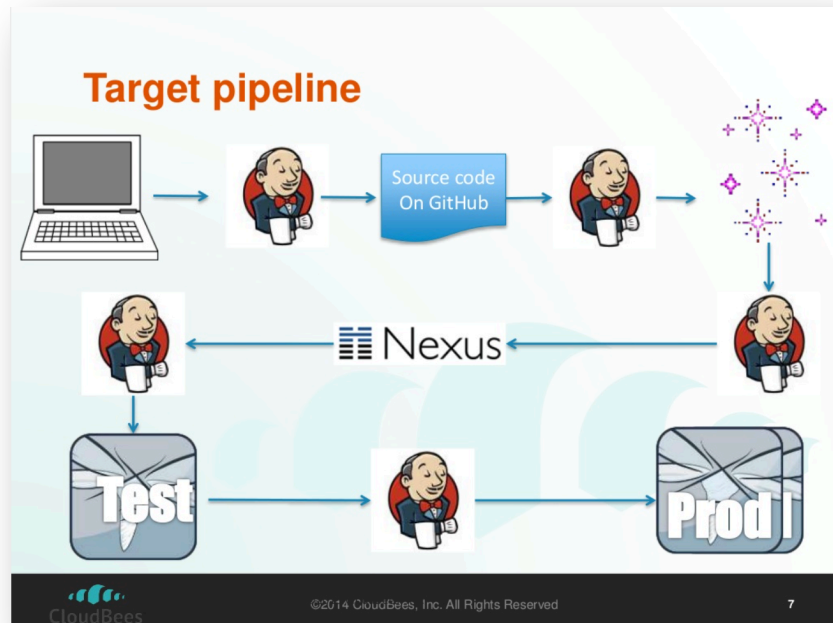 Target pipeline
Source code
On GitHub
Nexus
Test
Prod
CloudBees
©2014 CloudBees, Inc. All Rights Reserved
7